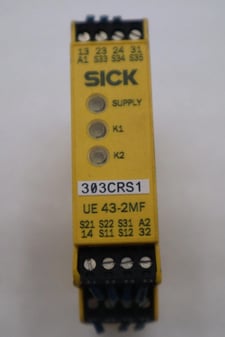 13 23 24 31
A1 S33 S34 S35
SICK
SUPPLY
K1
K2
303CRS1
UE 43-2MF
S21 S22 S31 A2
14 S11 S12 32